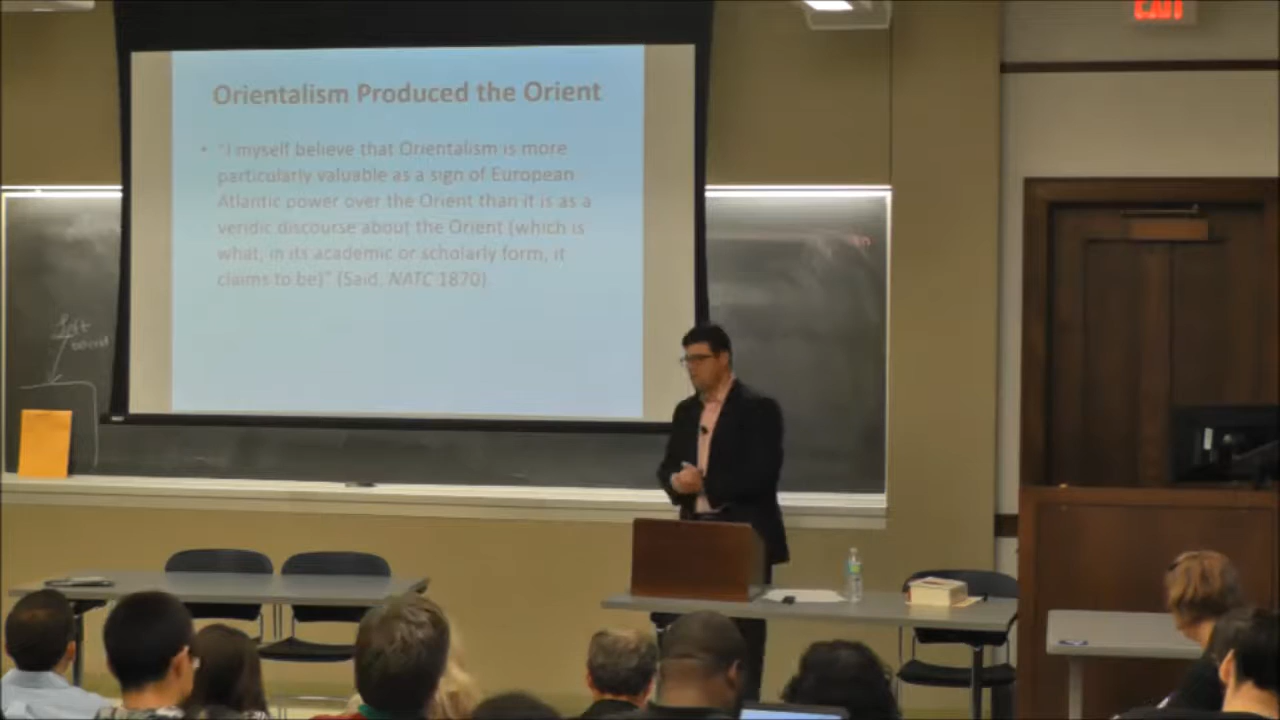 EXIT
Orientalism Produced the Orient
• "I myself believe that Orientalism is more
particularly valuable as a sign of European
Atlantic power over the Orient than it is as a
veridic discourse about the Orient (which is
what, in its academic or scholarly form, it
claims to be)" (Said, NATC 1870).